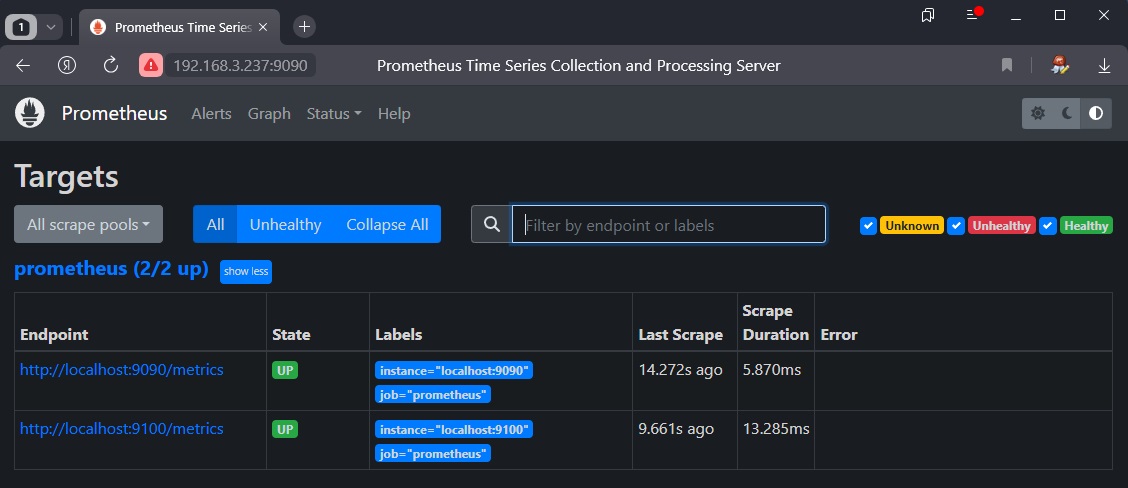 1
Prometheus Time Series
192.168.3.237:9090
Prometheus Time Series Collection and Processing Server
Prometheus Alerts Graph Status Help
Targets
All scrape pools All Unhealthy Collapse All Filter by endpoint or labels Unknown Unhealthy Healthy
prometheus (2/2 up) show less
Endpoint State Labels Last Scrape Scrape Duration Error
http://localhost:9090/metrics UP instance="localhost:9090" 14.272s ago 5.870ms
job="prometheus"
http://localhost:9100/metrics UP instance="localhost:9100" 9.661s ago 13.285ms
job="prometheus"